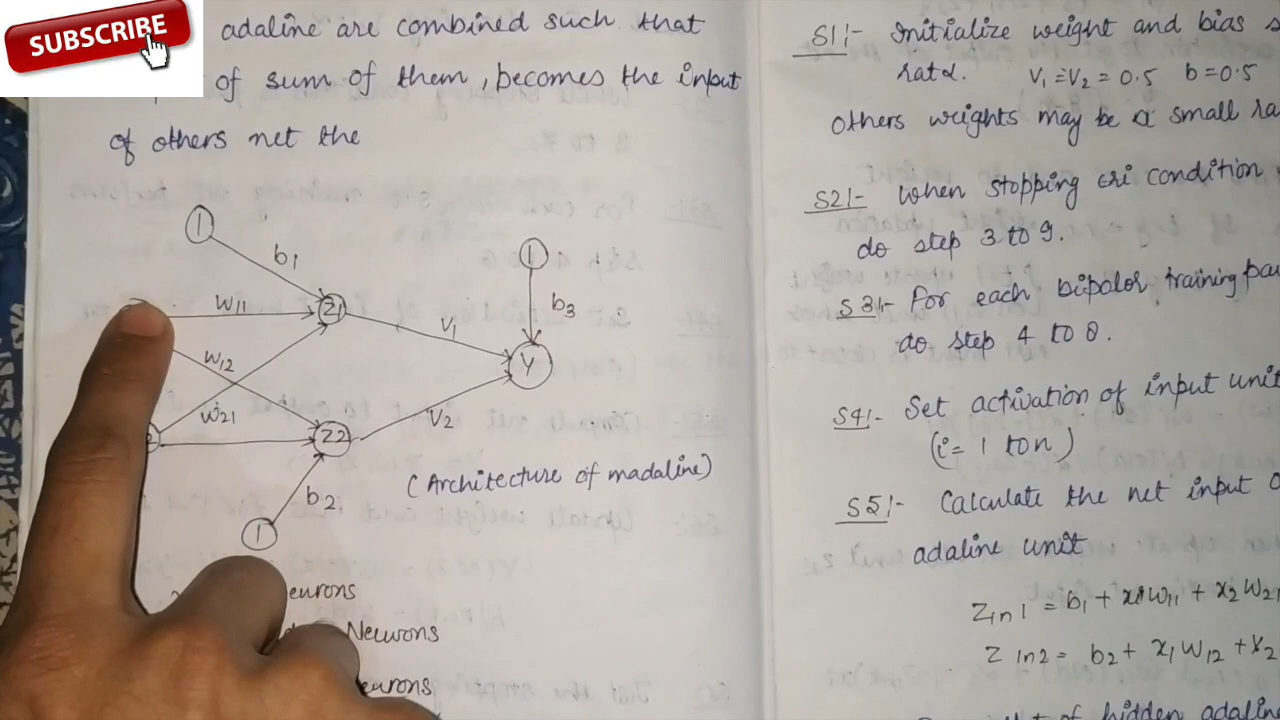 SUBSCRIBE
adaline are combined such that
of sum of them, becomes the input
of others net the
1
b1
1
b3
W11
Z1
V1
W12
Y
W21
V2
Z2
b2
(Architecture of madaline)
1
eurons
Neurons
eurons
S1:- Initialize weight and bias
V1 = V2 = 0.5 b = 0.5
others weights may be a small
S2:- When stopping cri condition
do step 3 to 9.
S3:- For each bipolar training
do step 4 to 8.
S4:- Set activation of input unit
(i = 1 to n)
S5:- Calculate the net input
adaline unit
Zin1 = b1 + x1W11 + x2W21
Zin2 = b2 + x1W12 + X2
of hidden adaline